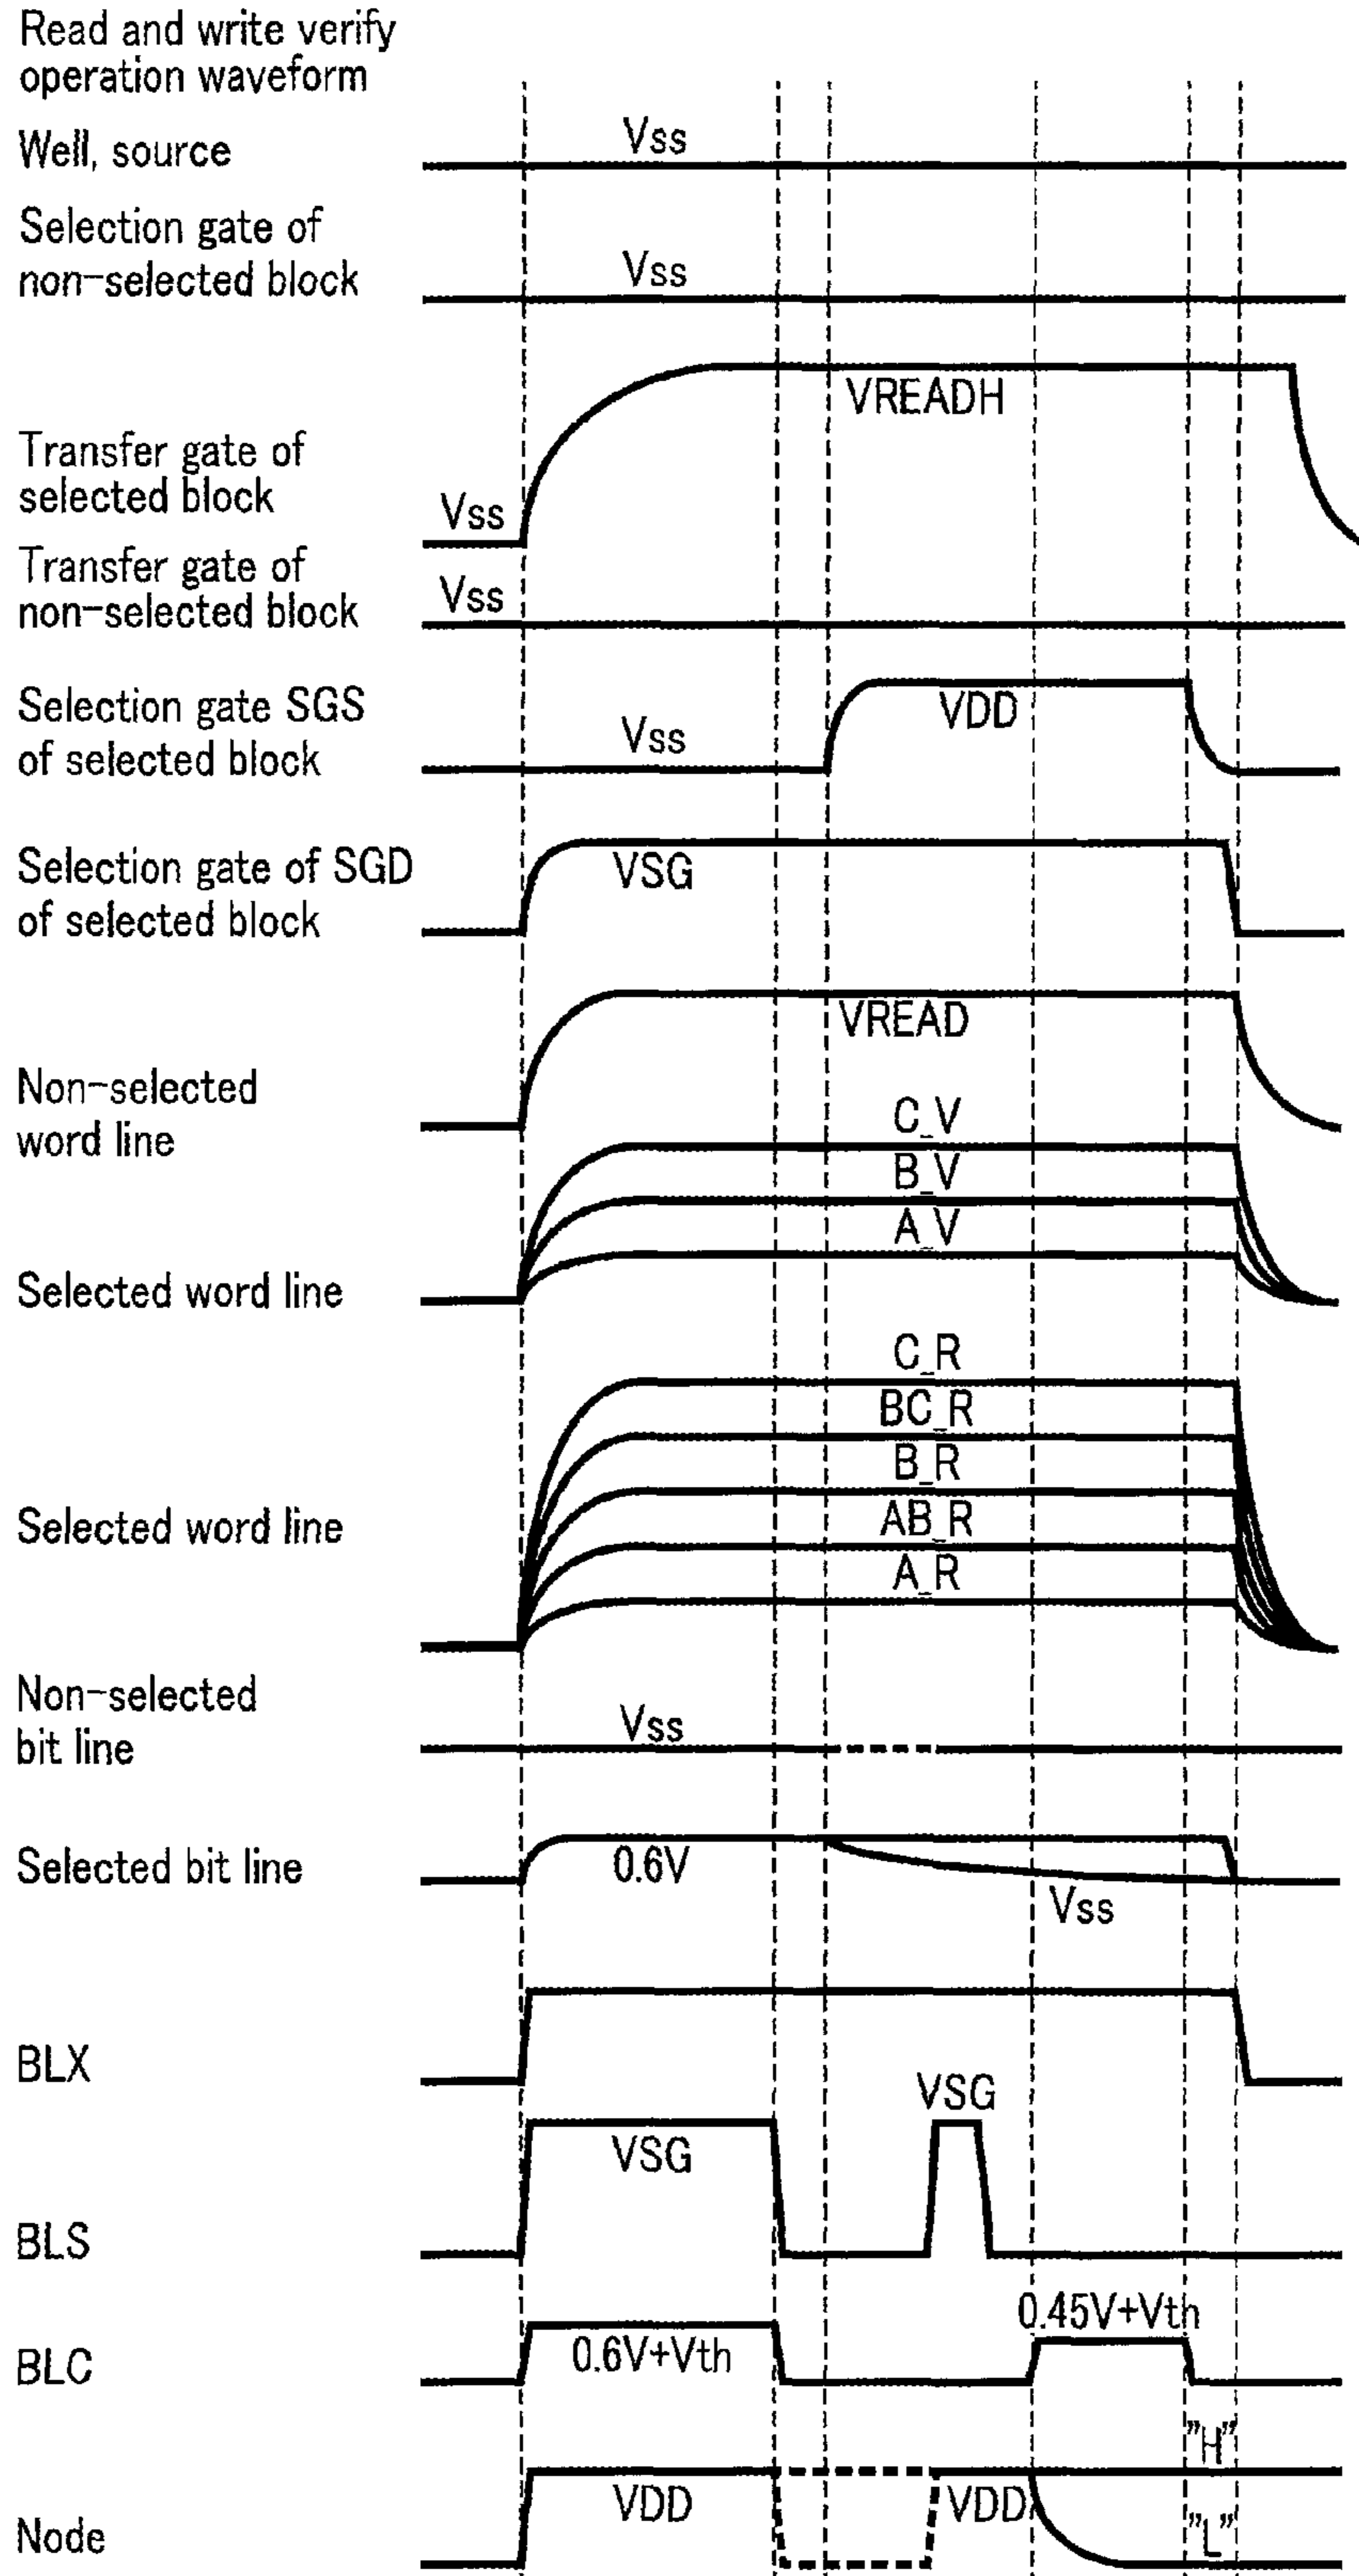 Read and write verify
operation waveform
Well, source
Vss
Selection gate of
non-selected block
Vss
VREADH
Transfer gate of
selected block
Vss
Transfer gate of
non-selected block
Vss
Selection gate SGS
of selected block
Vss
VDD
Selection gate of SGD
of selected block
VSG
VREAD
Non-selected
word line
C_V
B_V
A_V
Selected word line
C_R
BC_R
B_R
AB_R
A_R
Selected word line
Non-selected
bit line
Vss
Selected bit line
0.6V
Vss
BLX
VSG
VSG
BLS
0.45V+Vth
0.6V+Vth
BLC
"H"
VDD
VDD
"L"
Node